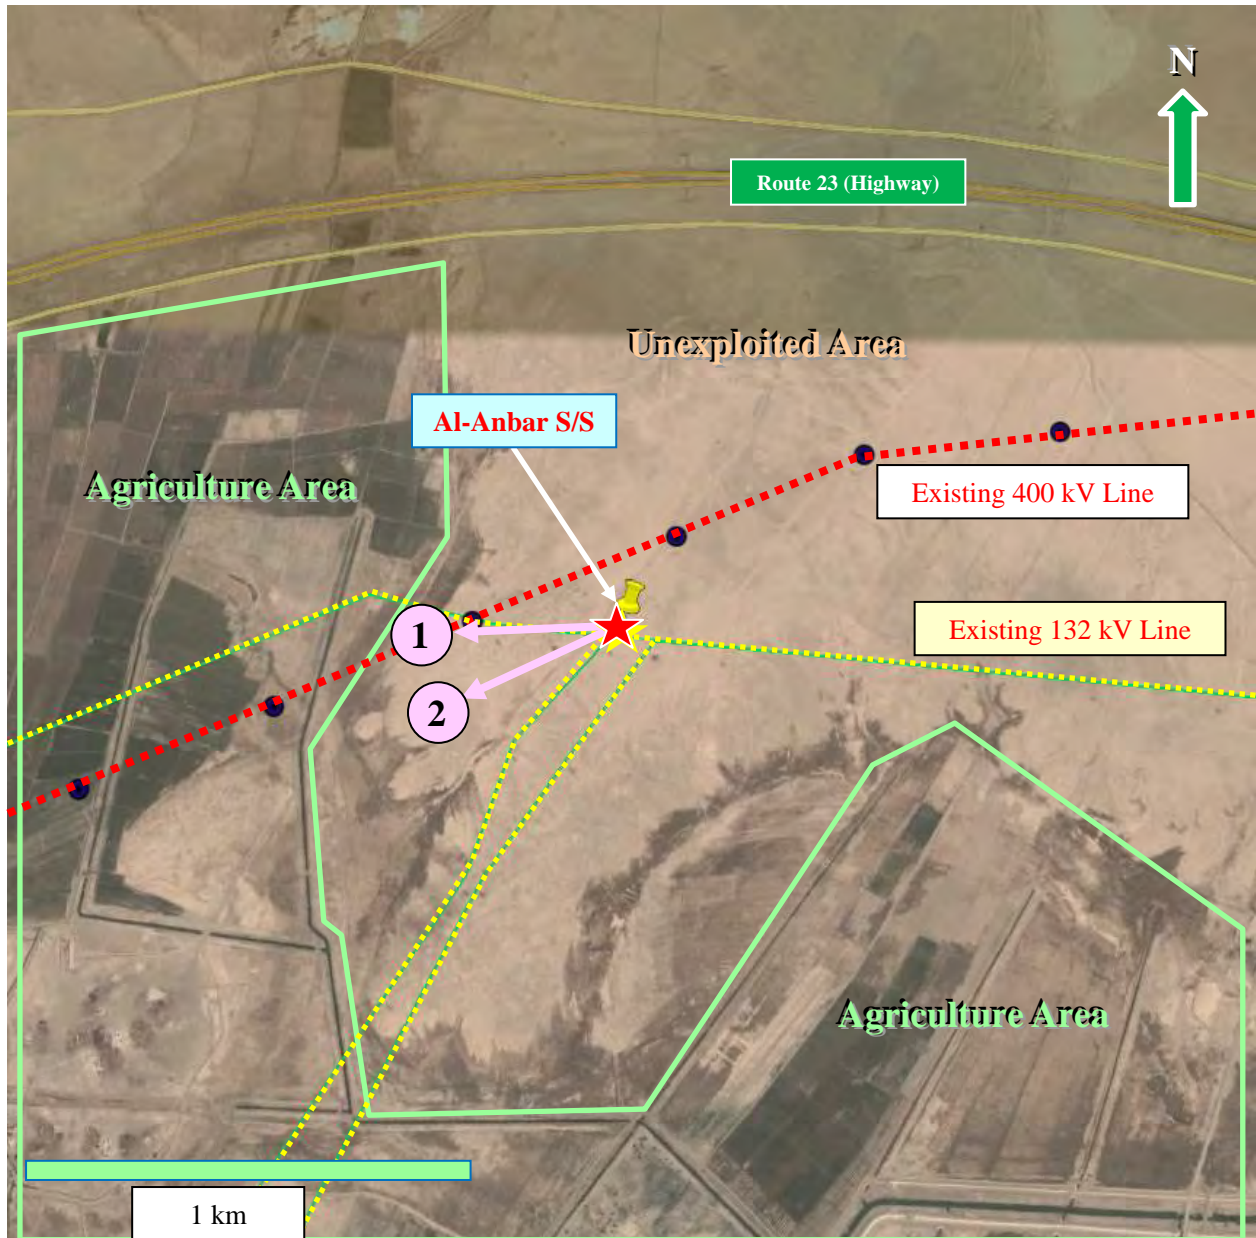 N
Route 23 (Highway)
Unexploited Area
Al-Anbar S/S
Agriculture Area
Existing 400 kV Line
1
Existing 132 kV Line
2
Agriculture Area
1 km